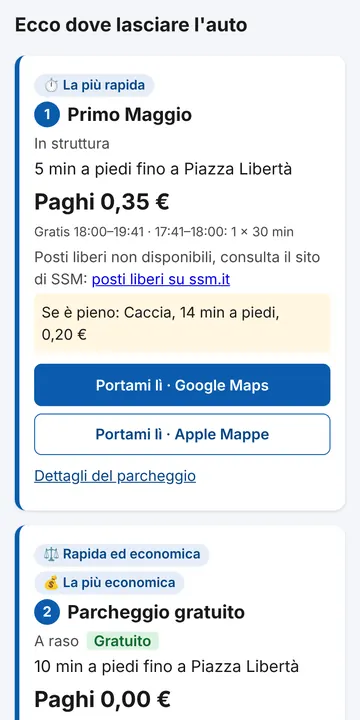 Ecco dove lasciare l'auto
⏱️ La più rapida
1 Primo Maggio
In struttura
5 min a piedi fino a Piazza Libertà
Paghi 0,35 €
Gratis 18:00–19:41 · 17:41–18:00: 1 × 30 min
Posti liberi non disponibili, consulta il sito
di SSM: posti liberi su ssm.it
Se è pieno: Caccia, 14 min a piedi,
0,20 €
Portami lì · Google Maps
Portami lì · Apple Mappe
Dettagli del parcheggio
⚖️ Rapida ed economica
💰 La più economica
2 Parcheggio gratuito
A raso Gratuito
10 min a piedi fino a Piazza Libertà
Paghi 0,00 €